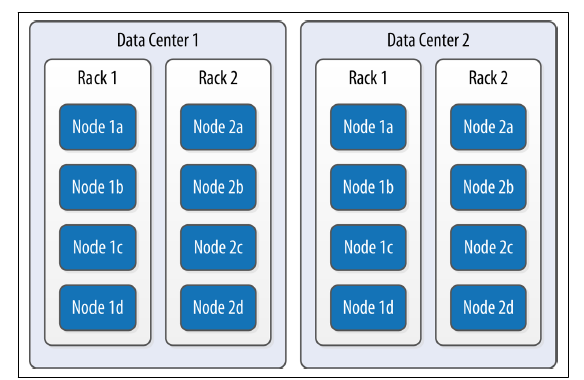 Data Center 1
Rack 1
Node 1a
Node 1b
Node 1c
Node 1d
Rack 2
Node 2a
Node 2b
Node 2c
Node 2d
Data Center 2
Rack 1
Node 1a
Node 1b
Node 1c
Node 1d
Rack 2
Node 2a
Node 2b
Node 2c
Node 2d